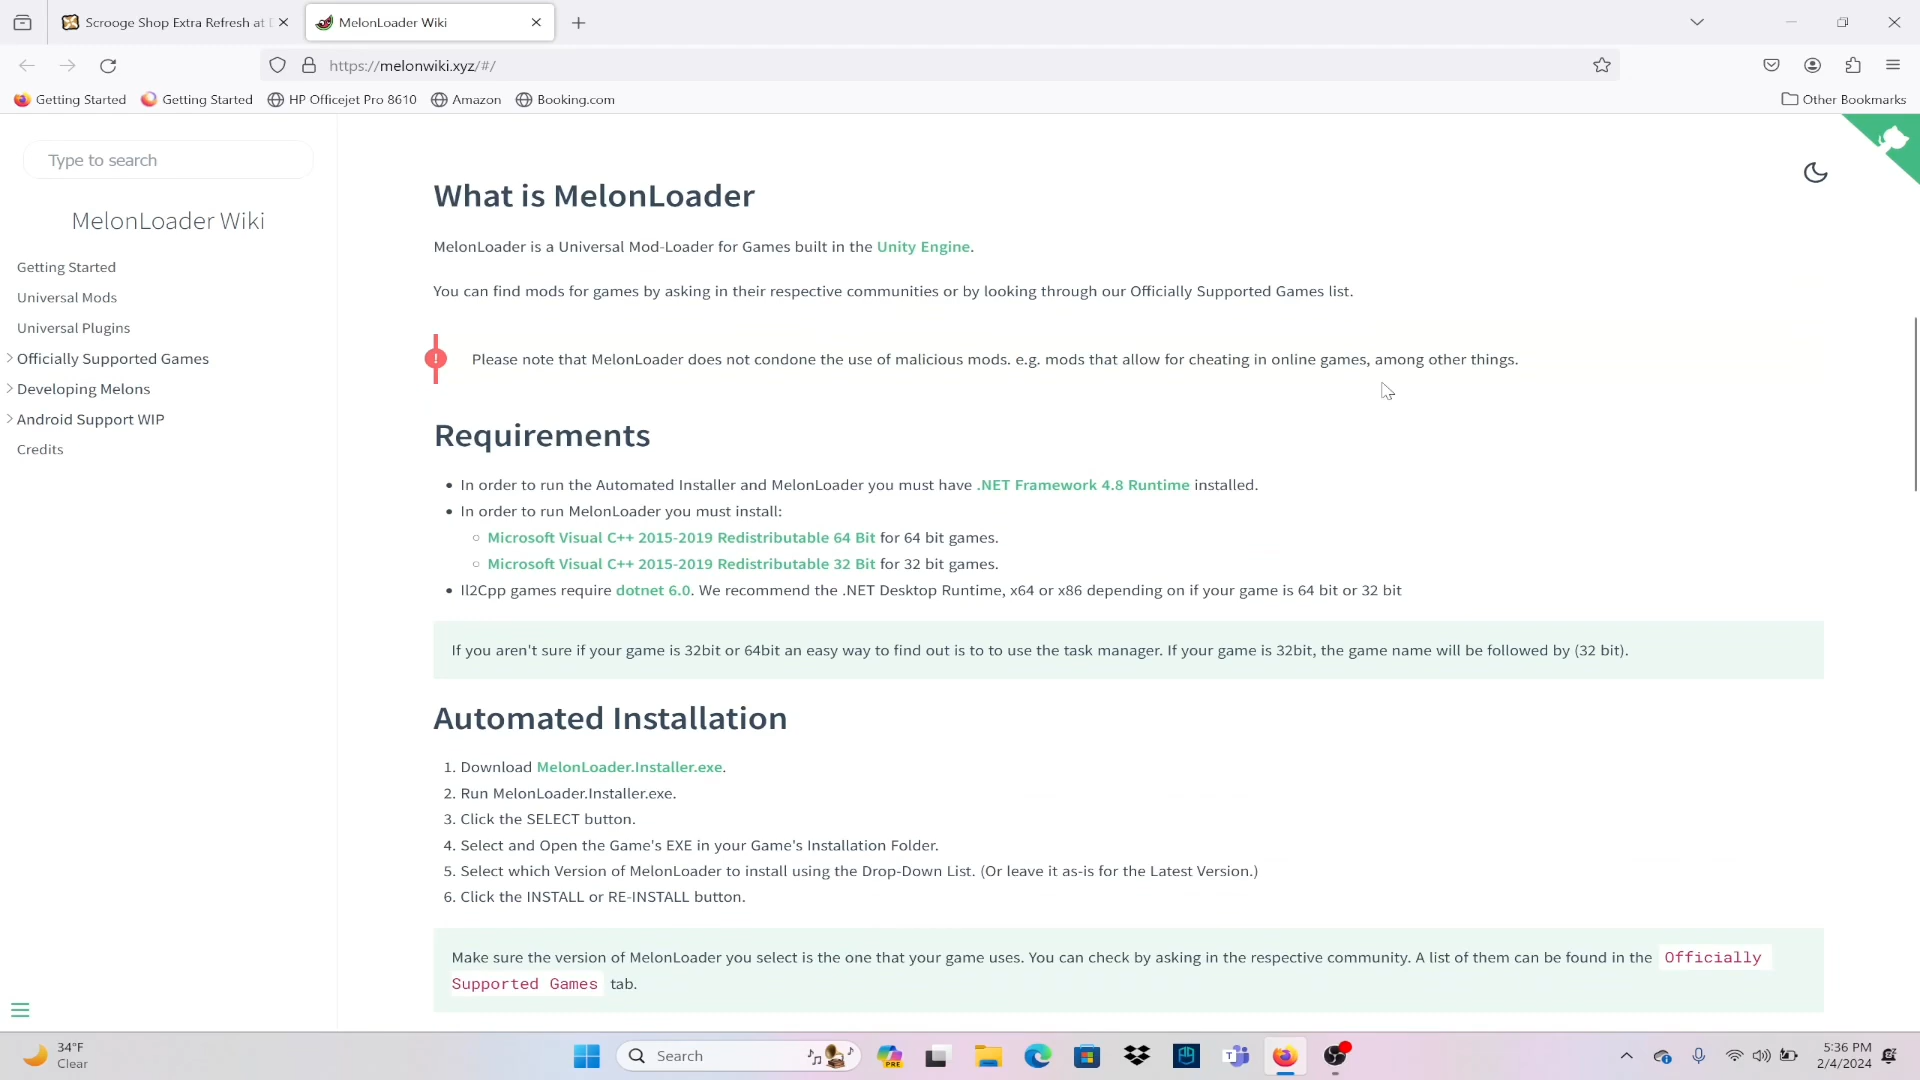 Scrooge Shop Extra Refresh at D
MelonLoader Wiki
https://melonwiki.xyz/#/
Getting Started
Getting Started
HP Officejet Pro 8610
Amazon
Booking.com
Other Bookmarks
Type to search
MelonLoader Wiki
Getting Started
Universal Mods
Universal Plugins
Officially Supported Games
Developing Melons
Android Support WIP
Credits
What is MelonLoader
MelonLoader is a Universal Mod-Loader for Games built in the Unity Engine.
You can find mods for games by asking in their respective communities or by looking through our Officially Supported Games list.
Please note that MelonLoader does not condone the use of malicious mods. e.g. mods that allow for cheating in online games, among other things.
Requirements
In order to run the Automated Installer and MelonLoader you must have .NET Framework 4.8 Runtime installed.
In order to run MelonLoader you must install:
Microsoft Visual C++ 2015-2019 Redistributable 64 Bit for 64 bit games.
Microsoft Visual C++ 2015-2019 Redistributable 32 Bit for 32 bit games.
Il2Cpp games require dotnet 6.0. We recommend the .NET Desktop Runtime, x64 or x86 depending on if your game is 64 bit or 32 bit
If you aren't sure if your game is 32bit or 64bit an easy way to find out is to to use the task manager. If your game is 32bit, the game name will be followed by (32 bit).
Automated Installation
1. Download MelonLoader.Installer.exe.
2. Run MelonLoader.Installer.exe.
3. Click the SELECT button.
4. Select and Open the Game's EXE in your Game's Installation Folder.
5. Select which Version of MelonLoader to install using the Drop-Down List. (Or leave it as-is for the Latest Version.)
6. Click the INSTALL or RE-INSTALL button.
Make sure the version of MelonLoader you select is the one that your game uses. You can check by asking in the respective community. A list of them can be found in the Officially
Supported Games tab.
34°F
Clear
Search
PRE
5:36 PM
2/4/2024